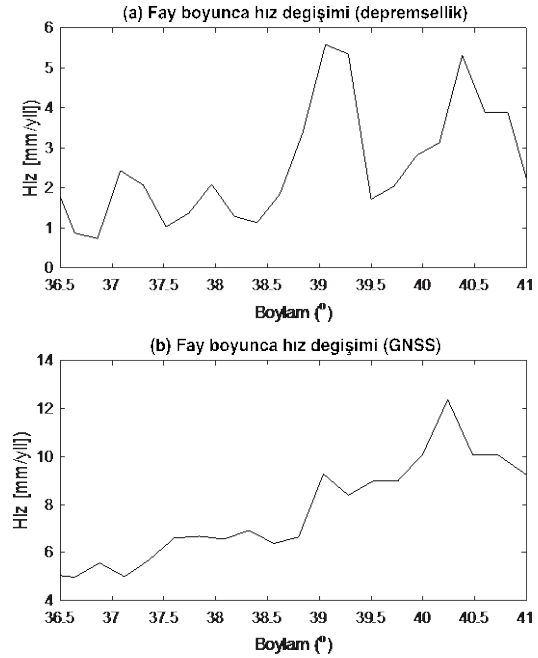 (a) Fay boyunca hız degişimi (depremsellik)
6
5
4
3
2
1
0
Hız [mm/yıl])
36.5 37 37.5 38 38.5 39 39.5 40 40.5 41
Boylam (º)
(b) Fay boyunca hız degişimi (GNSS)
14
12
10
8
6
4
Hız [mm/yıl])
36.5 37 37.5 38 38.5 39 39.5 40 40.5 41
Boylam (º)